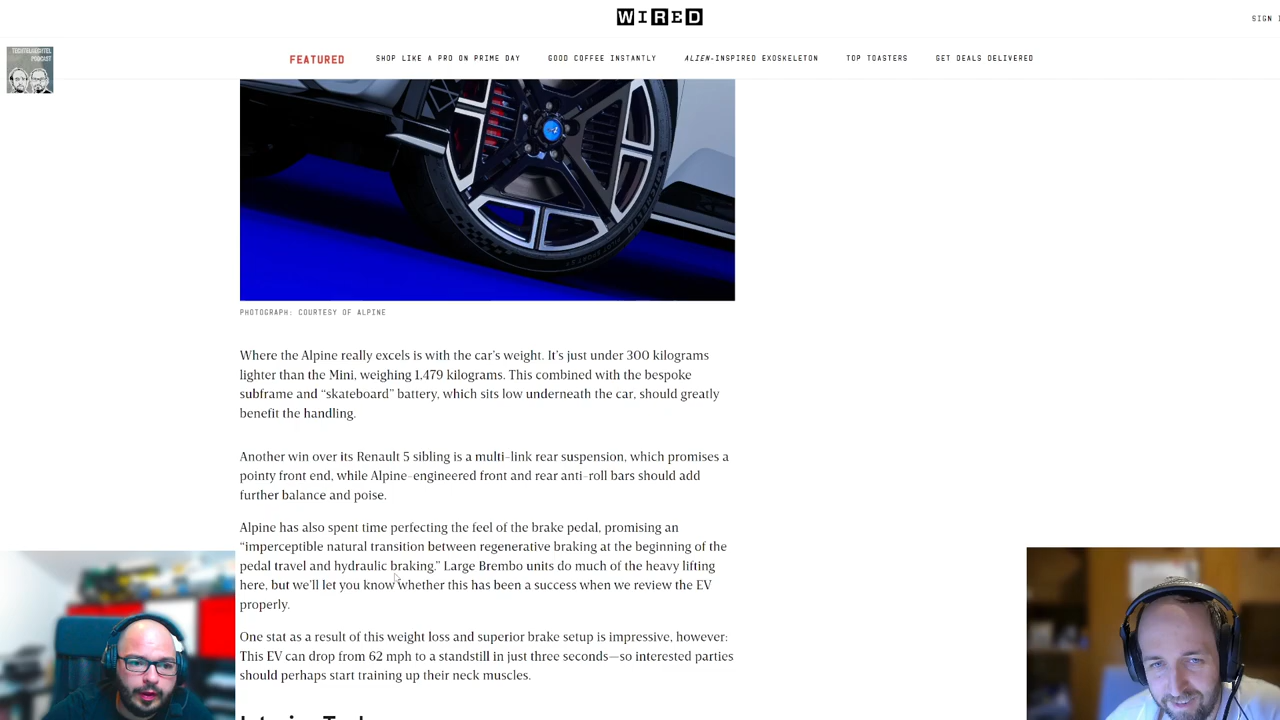 WIRED
SIGN
TECHTELMECHTEL
PODCAST
FEATURED SHOP LIKE A PRO ON PRIME DAY GOOD COFFEE INSTANTLY ALIEN-INSPIRED EXOSKELETON TOP TOASTERS GET DEALS DELIVERED
PHOTOGRAPH: COURTESY OF ALPINE
Where the Alpine really excels is with the car’s weight. It’s just under 300 kilograms
lighter than the Mini, weighing 1,479 kilograms. This combined with the bespoke
subframe and “skateboard” battery, which sits low underneath the car, should greatly
benefit the handling.
Another win over its Renault 5 sibling is a multi-link rear suspension, which promises a
pointy front end, while Alpine-engineered front and rear anti-roll bars should add
further balance and poise.
Alpine has also spent time perfecting the feel of the brake pedal, promising an
“imperceptible natural transition between regenerative braking at the beginning of the
pedal travel and hydraulic braking.” Large Brembo units do much of the heavy lifting
here, but we’ll let you know whether this has been a success when we review the EV
properly.
One stat as a result of this weight loss and superior brake setup is impressive, however:
This EV can drop from 62 mph to a standstill in just three seconds—so interested parties
should perhaps start training up their neck muscles.